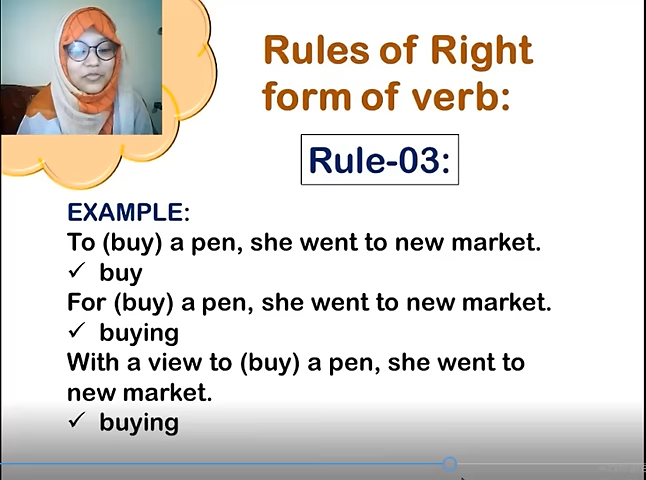 Rules of Right
form of verb:
Rule-03:
EXAMPLE:
To (buy) a pen, she went to new market.
✓ buy
For (buy) a pen, she went to new market.
✓ buying
With a view to (buy) a pen, she went to
new market.
✓ buying